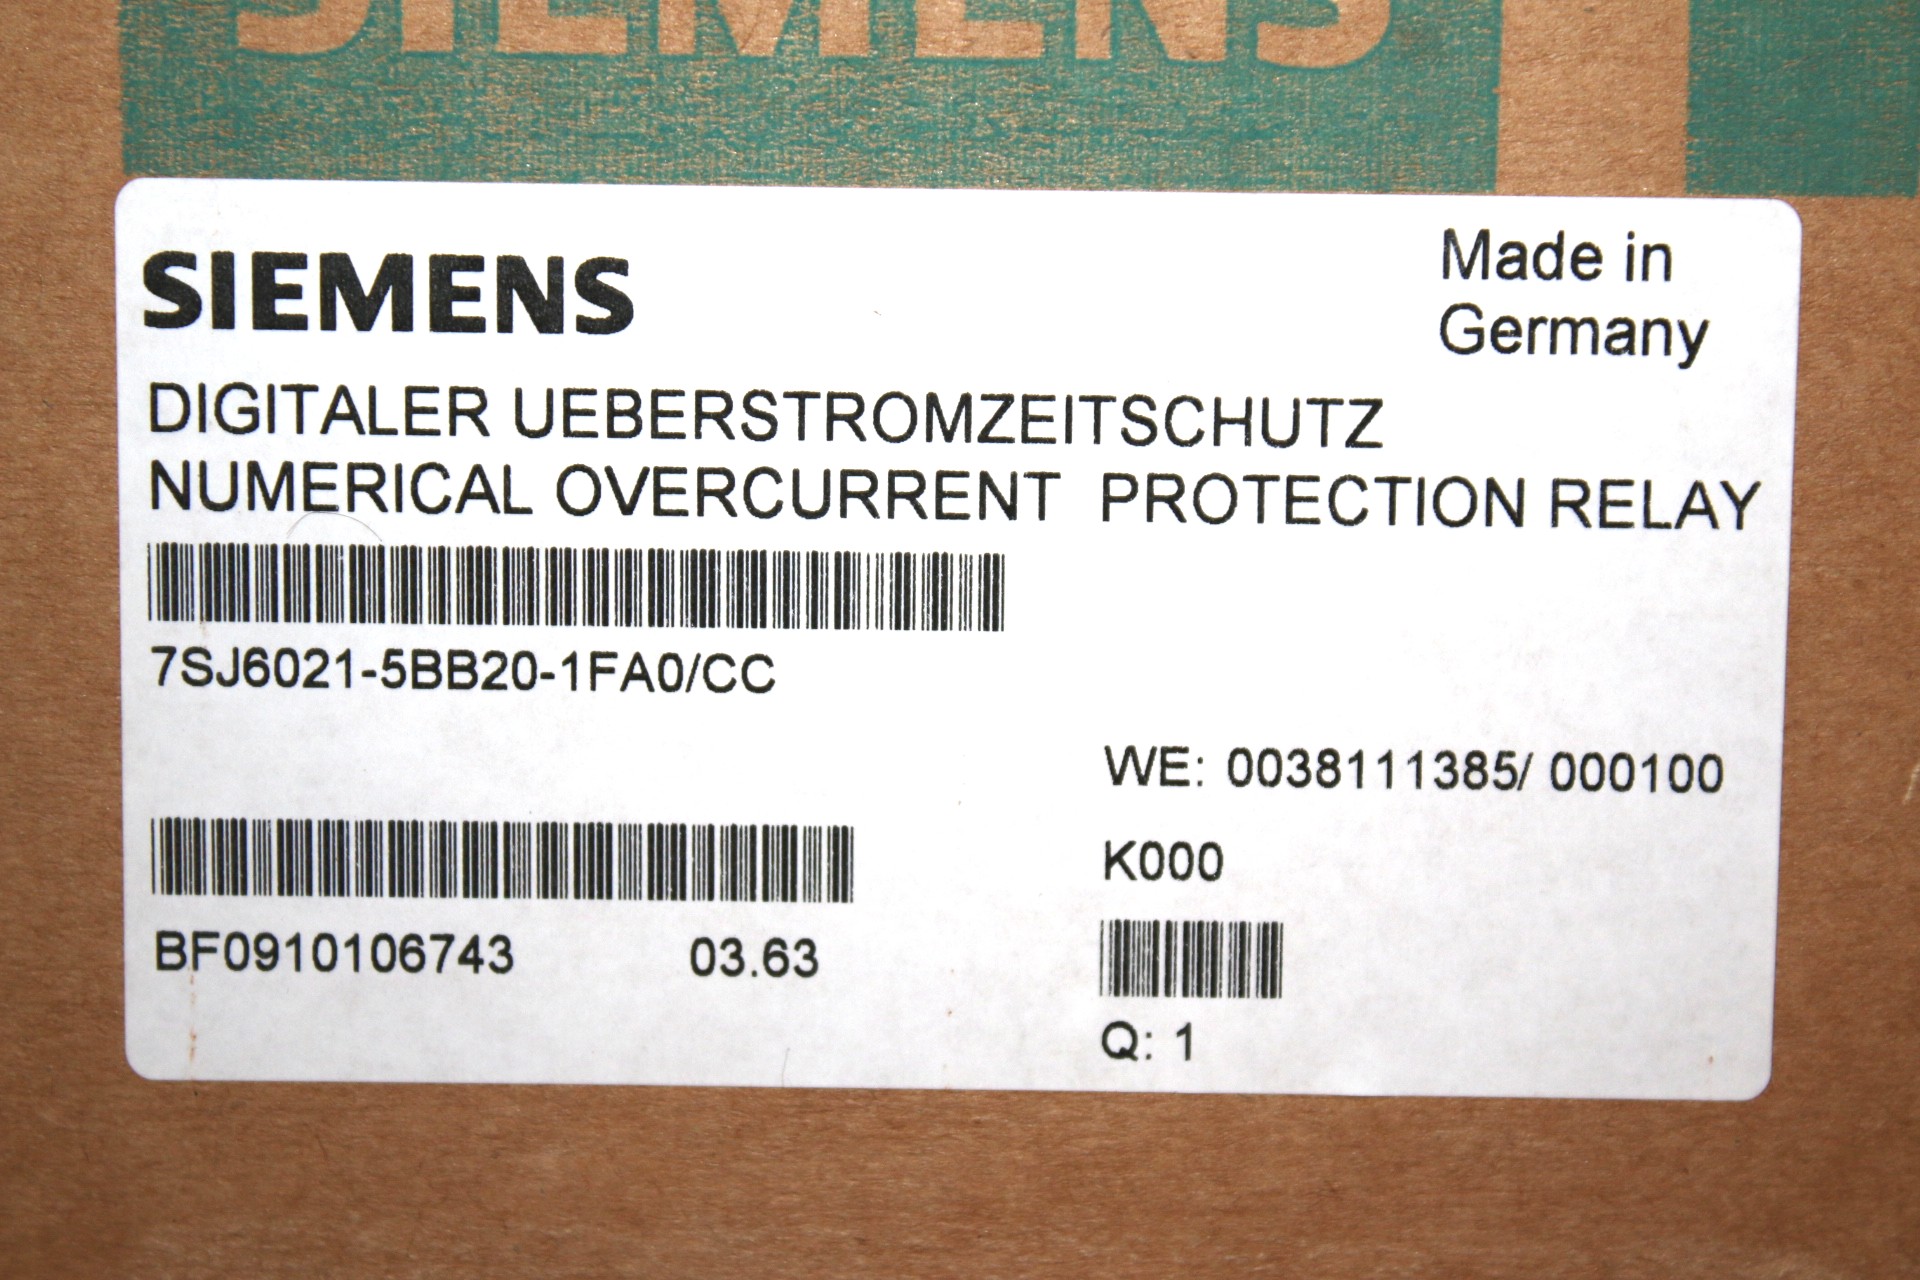 SIEMENS
SIEMENS
Made in
Germany
DIGITALER UEBERSTROMZEITSCHUTZ
NUMERICAL OVERCURRENT PROTECTION RELAY
7SJ6021-5BB20-1FA0/CC
WE: 0038111385/ 000100
K000
BF0910106743 03.63
Q: 1